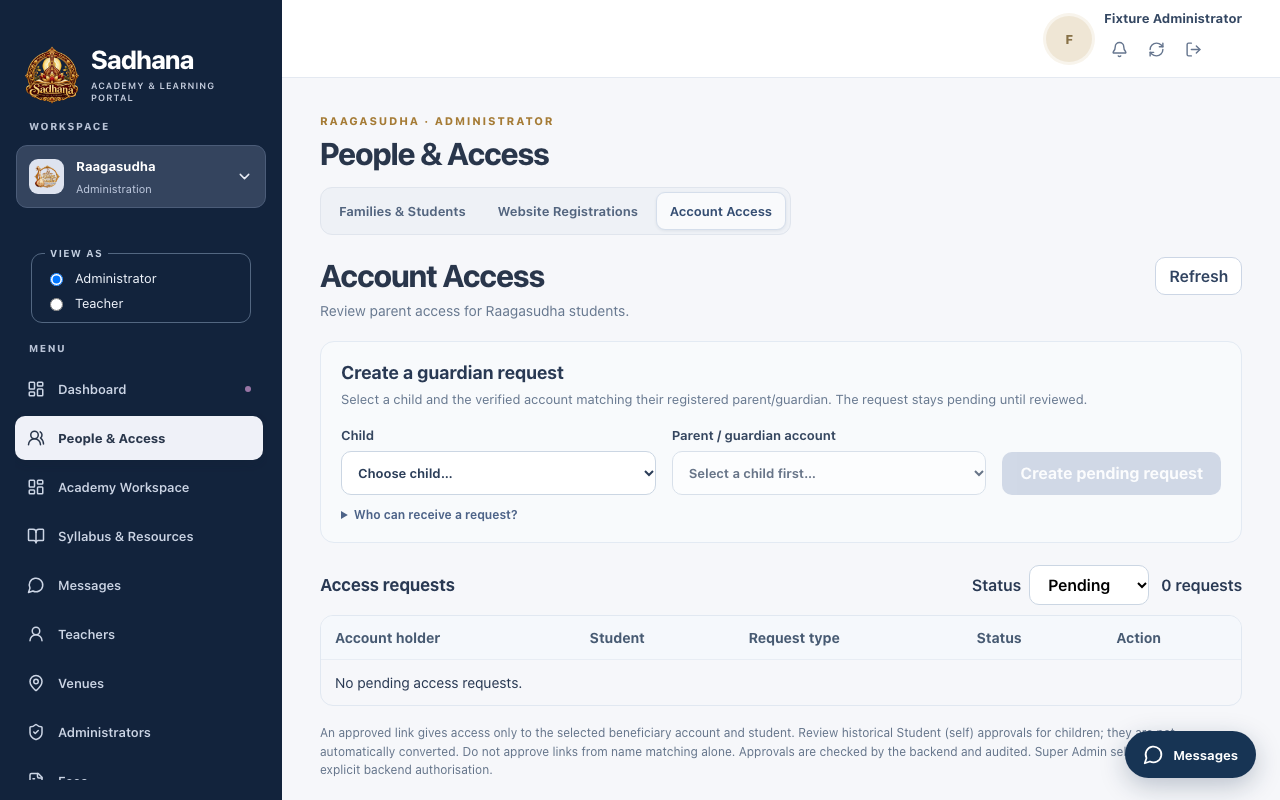 Sadhana
ACADEMY & LEARNING
PORTAL
Sadhana
WORKSPACE
Raagasudha
Administration
VIEW AS
Administrator
Teacher
MENU
Dashboard
People & Access
Academy Workspace
Syllabus & Resources
Messages
Teachers
Venues
Administrators
Fixture Administrator
F
RAAGASUDHA · ADMINISTRATOR
People & Access
Families & Students
Website Registrations
Account Access
Account Access
Refresh
Review parent access for Raagasudha students.
Create a guardian request
Select a child and the verified account matching their registered parent/guardian. The request stays pending until reviewed.
Child
Parent / guardian account
Choose child...
Select a child first...
Create pending request
Who can receive a request?
Access requests
Status
Pending
0 requests
Account holder
Student
Request type
Status
Action
No pending access requests.
An approved link gives access only to the selected beneficiary account and student. Review historical Student (self) approvals for children; they are not
automatically converted. Do not approve links from name matching alone. Approvals are checked by the backend and audited. Super Admin
explicit backend authorisation.
Messages